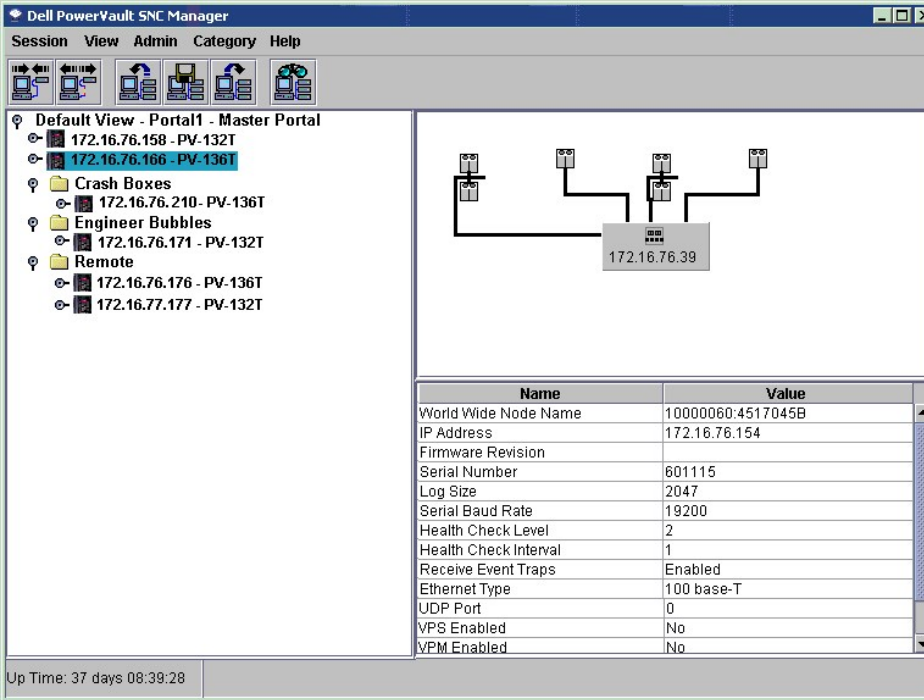 Dell PowerVault SNC Manager
Session View Admin Category Help
Default View - Portal1 - Master Portal
172.16.76.158 - PV-132T
172.16.76.166 - PV-136T
Crash Boxes
172.16.76.210- PV-136T
Engineer Bubbles
172.16.76.171 - PV-132T
Remote
172.16.76.176 - PV-136T
172.16.77.177 - PV-132T
172.16.76.39
Name Value
World Wide Node Name 10000060:4517045B
IP Address 172.16.76.154
Firmware Revision
Serial Number 601115
Log Size 2047
Serial Baud Rate 19200
Health Check Level 2
Health Check Interval 1
Receive Event Traps Enabled
Ethernet Type 100 base-T
UDP Port 0
VPS Enabled No
VPM Enabled No
Up Time: 37 days 08:39:28